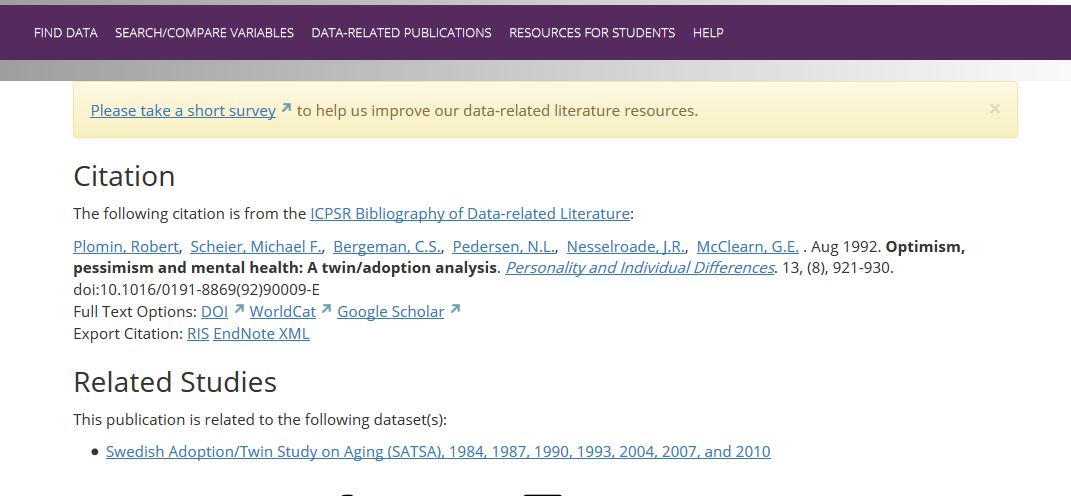 FIND DATA SEARCH/COMPARE VARIABLES DATA-RELATED PUBLICATIONS RESOURCES FOR STUDENTS HELP
Please take a short survey to help us improve our data-related literature resources. ×
Citation
The following citation is from the ICPSR Bibliography of Data-related Literature:
Plomin, Robert, Scheier, Michael F., Bergeman, C.S., Pedersen, N.L., Nesselroade, J.R., McClearn, G.E. . Aug 1992. Optimism,
pessimism and mental health: A twin/adoption analysis. Personality and Individual Differences. 13, (8), 921-930.
doi:10.1016/0191-8869(92)90009-E
Full Text Options: DOI WorldCat Google Scholar
Export Citation: RIS EndNote XML
Related Studies
This publication is related to the following dataset(s):
• Swedish Adoption/Twin Study on Aging (SATSA), 1984, 1987, 1990, 1993, 2004, 2007, and 2010